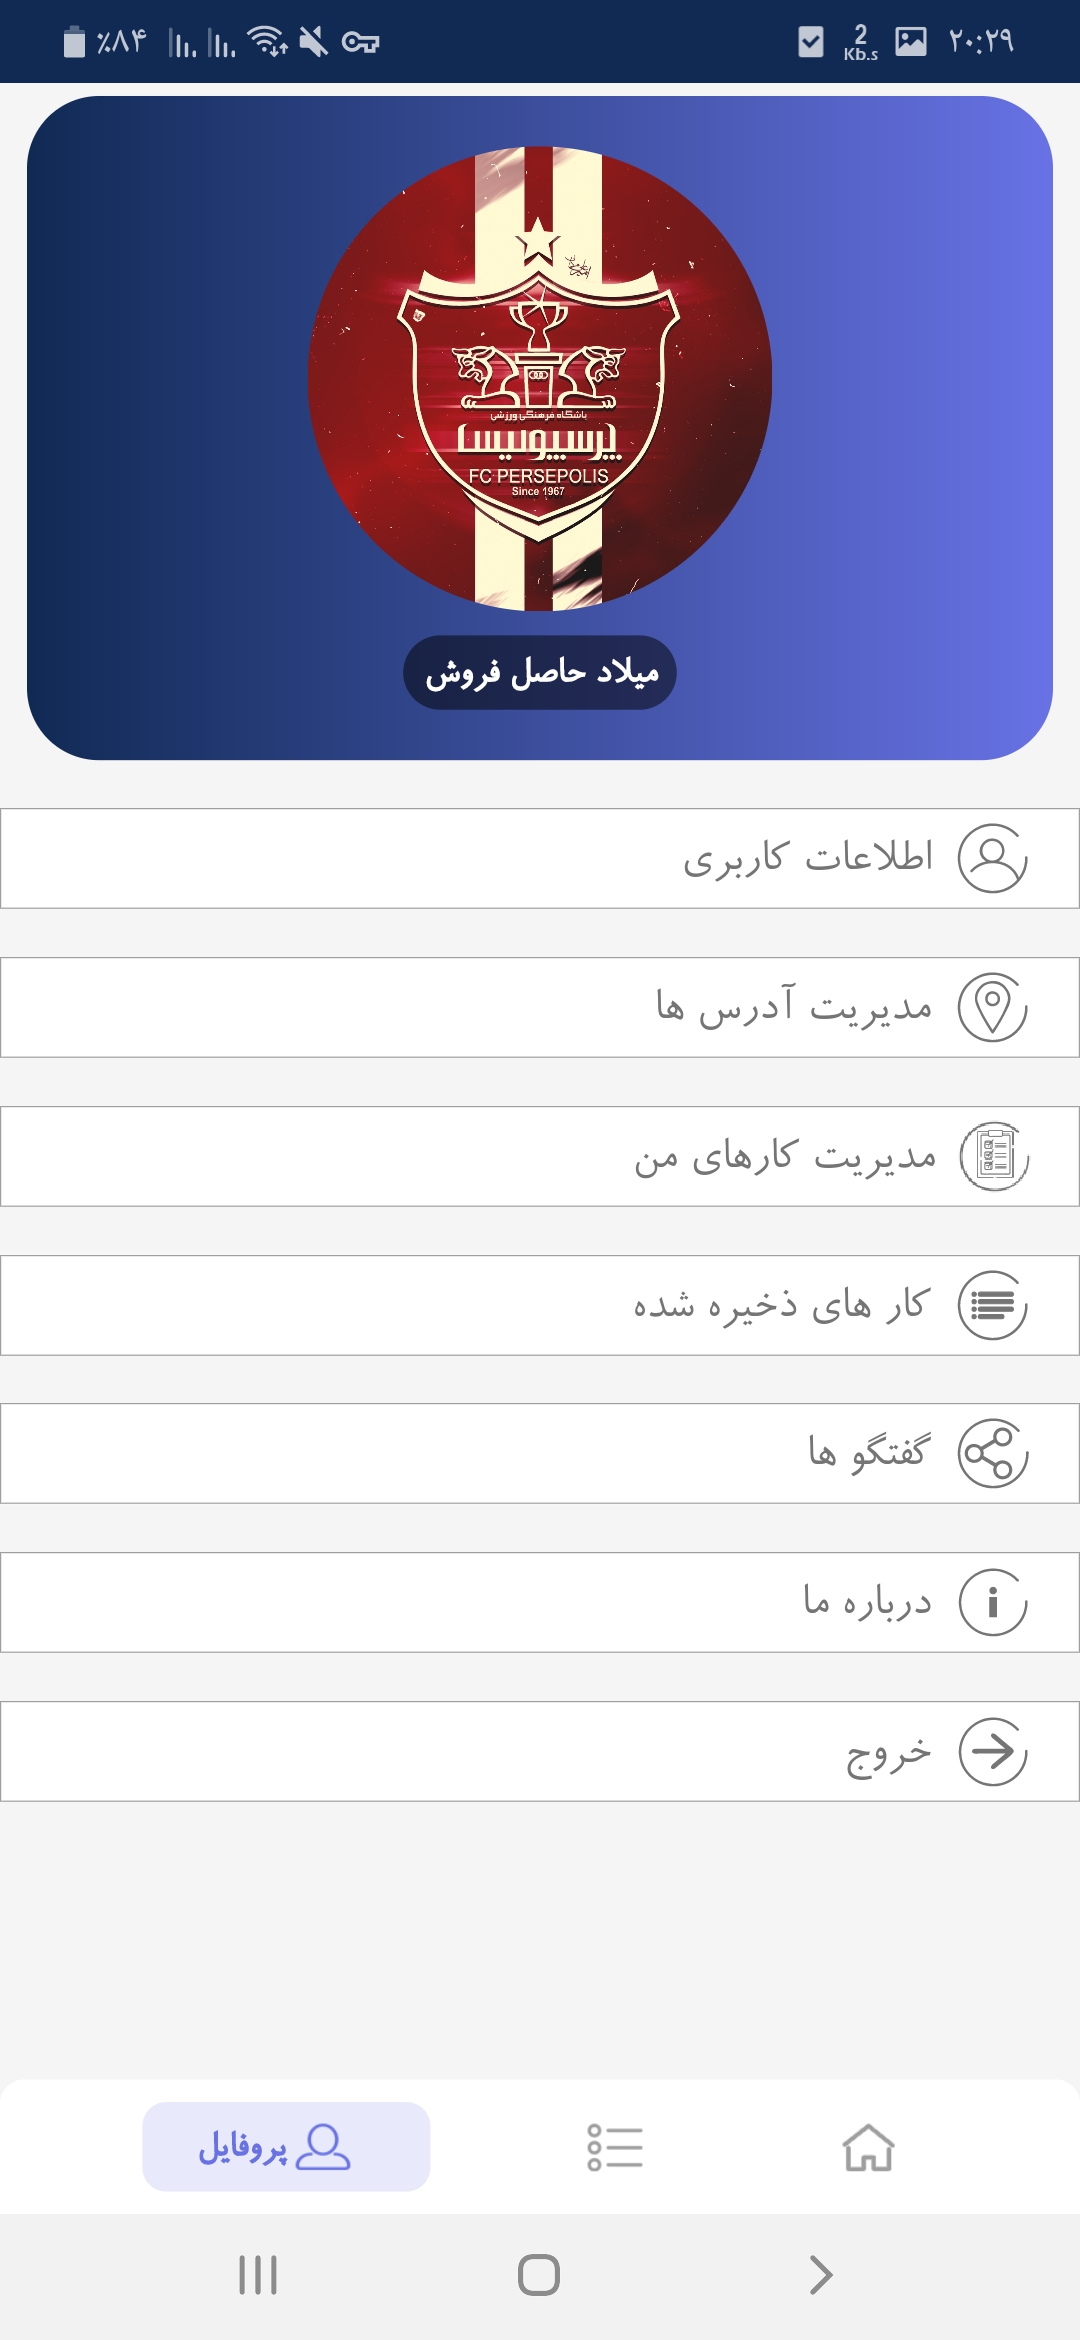 ٪۸۴
2
Kb.s
۲۰:۲۹
باشگاه فرهنگی ورزشی
پرسپولیس
FC PERSEPOLIS
Since 1967
میلاد حاصل فروش
اطلاعات کاربری
مدیریت آدرس ها
مدیریت کارهای من
کار های ذخیره شده
گفتگو ها
درباره ما
خروج
پروفایل